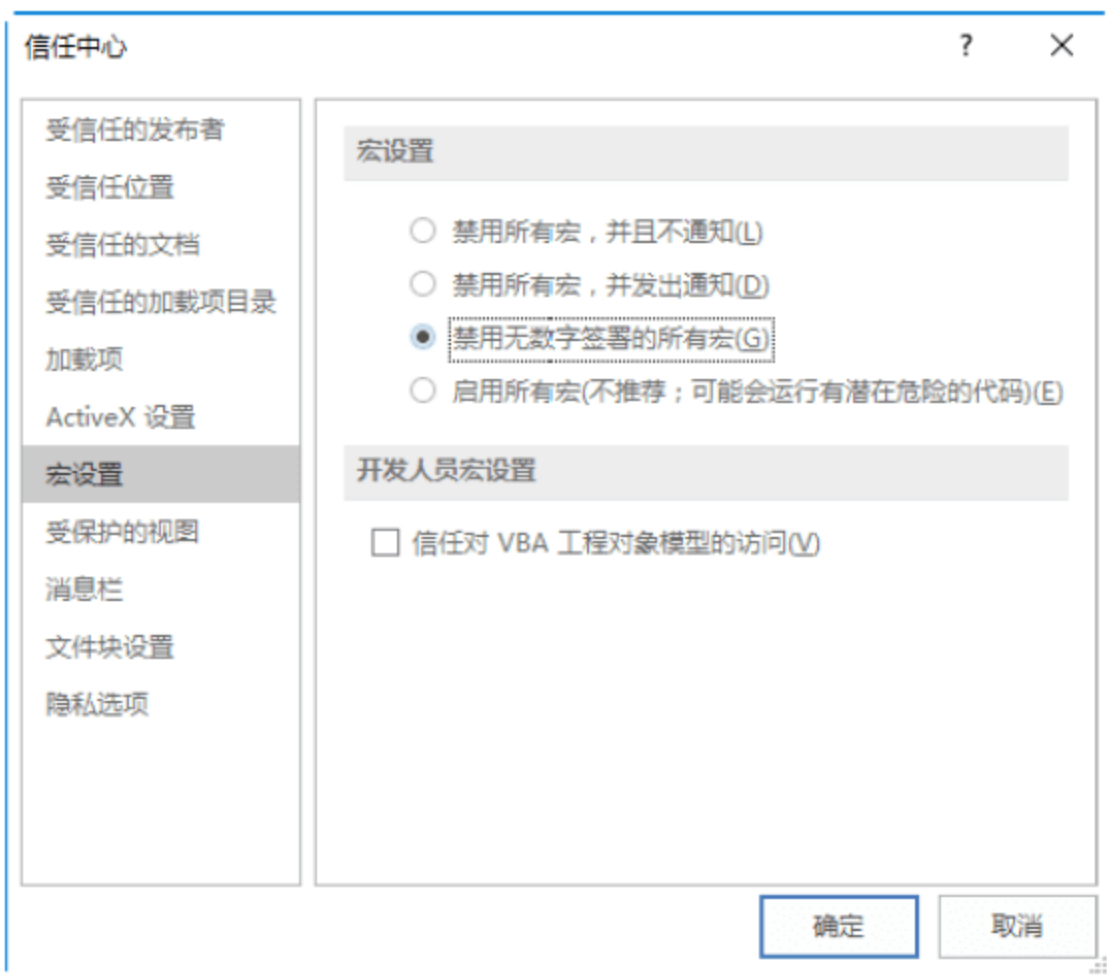 信任中心
?
受信任的发布者
受信任位置
受信任的文档
受信任的加载项目录
加载项
ActiveX 设置
宏设置
受保护的视图
消息栏
文件块设置
隐私选项
宏设置
禁用所有宏，并且不通知(L)
禁用所有宏，并发出通知(D)
禁用无数字签署的所有宏(G)
启用所有宏(不推荐；可能会运行有潜在危险的代码)(E)
开发人员宏设置
信任对 VBA 工程对象模型的访问(V)
确定
取消